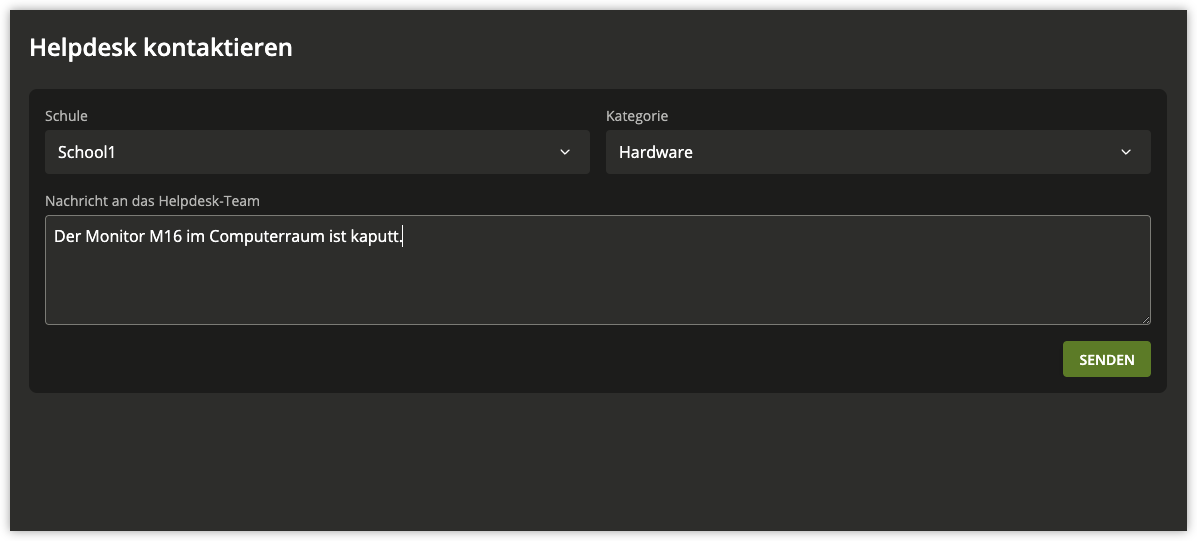 Helpdesk kontaktieren
Schule
Kategorie
School1
Hardware
Nachricht an das Helpdesk-Team
Der Monitor M16 im Computerraum ist kaputt.
SENDEN